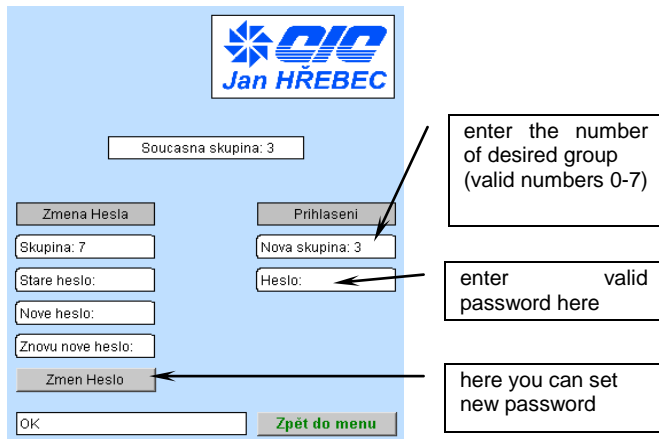 CIC
Jan HŘEBEC
Soucasna skupina: 3
Zmena Hesla
Skupina: 7
Stare heslo:
Nove heslo:
Znovu nove heslo:
Zmen Heslo
OK
Prihlaseni
Nova skupina: 3
Heslo:
Zpět do menu
enter the number
of desired group
(valid numbers 0-7)
enter valid
password here
here you can set
new password